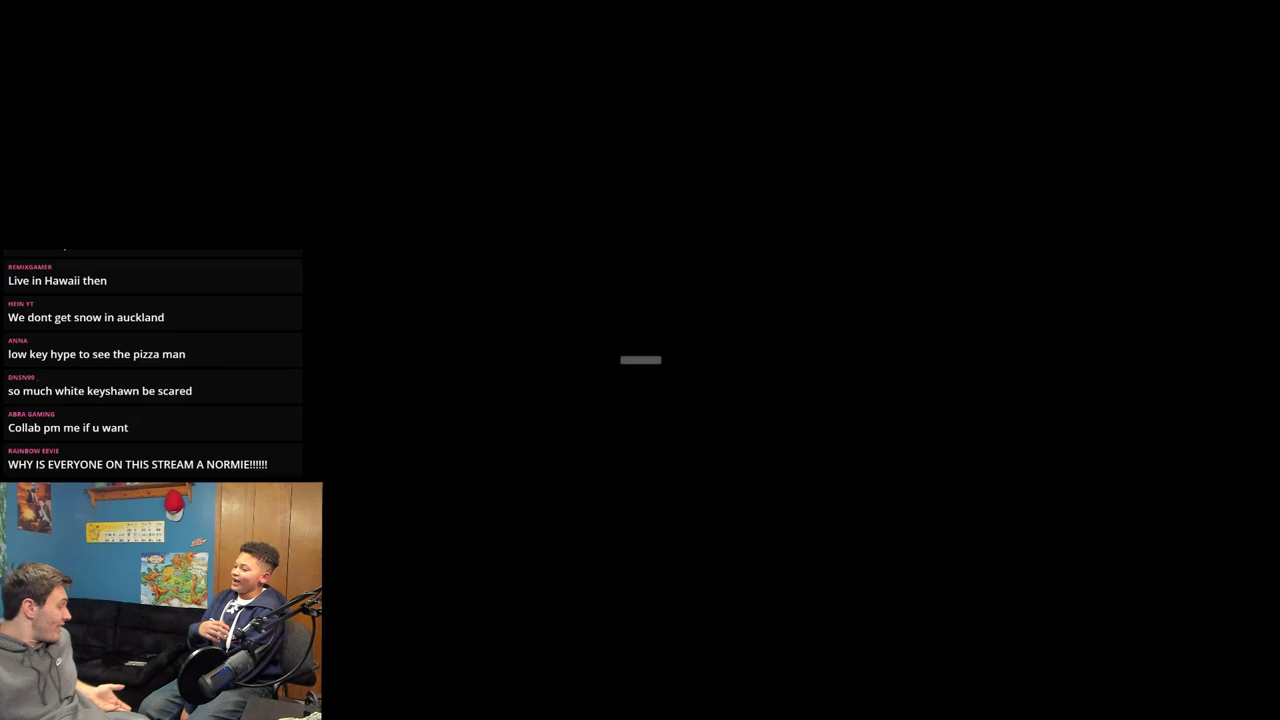 REMIXGAMER
Live in Hawaii then
HEIN YT
We dont get snow in auckland
ANNA
low key hype to see the pizza man
DNSN99_
so much white keyshawn be scared
ABRA GAMING
Collab pm me if u want
RAINBOW EEVIE
WHY IS EVERYONE ON THIS STREAM A NORMIE!!!!!!